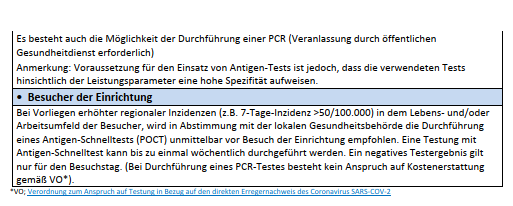 Es besteht auch die Möglichkeit der Durchführung einer PCR (Veranlassung durch öffentlichen
Gesundheitdienst erforderlich)
Anmerkung: Voraussetzung für den Einsatz von Antigen-Tests ist jedoch, dass die verwendeten Tests
hinsichtlich der Leistungsparameter eine hohe Spezifität aufweisen.
• Besucher der Einrichtung
Bei Vorliegen erhöhter regionaler Inzidenzen (z.B. 7-Tage-Inzidenz >50/100.000) in dem Lebens- und/oder
Arbeitsumfeld der Besucher, wird in Abstimmung mit der lokalen Gesundheitsbehörde die Durchführung
eines Antigen-Schnelltests (POCT) unmittelbar vor Besuch der Einrichtung empfohlen. Eine Testung mit
Antigen-Schnelltest kann bis zu einmal wöchentlich durchgeführt werden. Ein negatives Testergebnis gilt
nur für den Besuchstag. (Bei Durchführung eines PCR-Testes besteht kein Anspruch auf Kostenerstattung
gemäß VO*).
*VO; Verordnung zum Anspruch auf Testung in Bezug auf den direkten Erregernachweis des Coronavirus SARS-COV-2